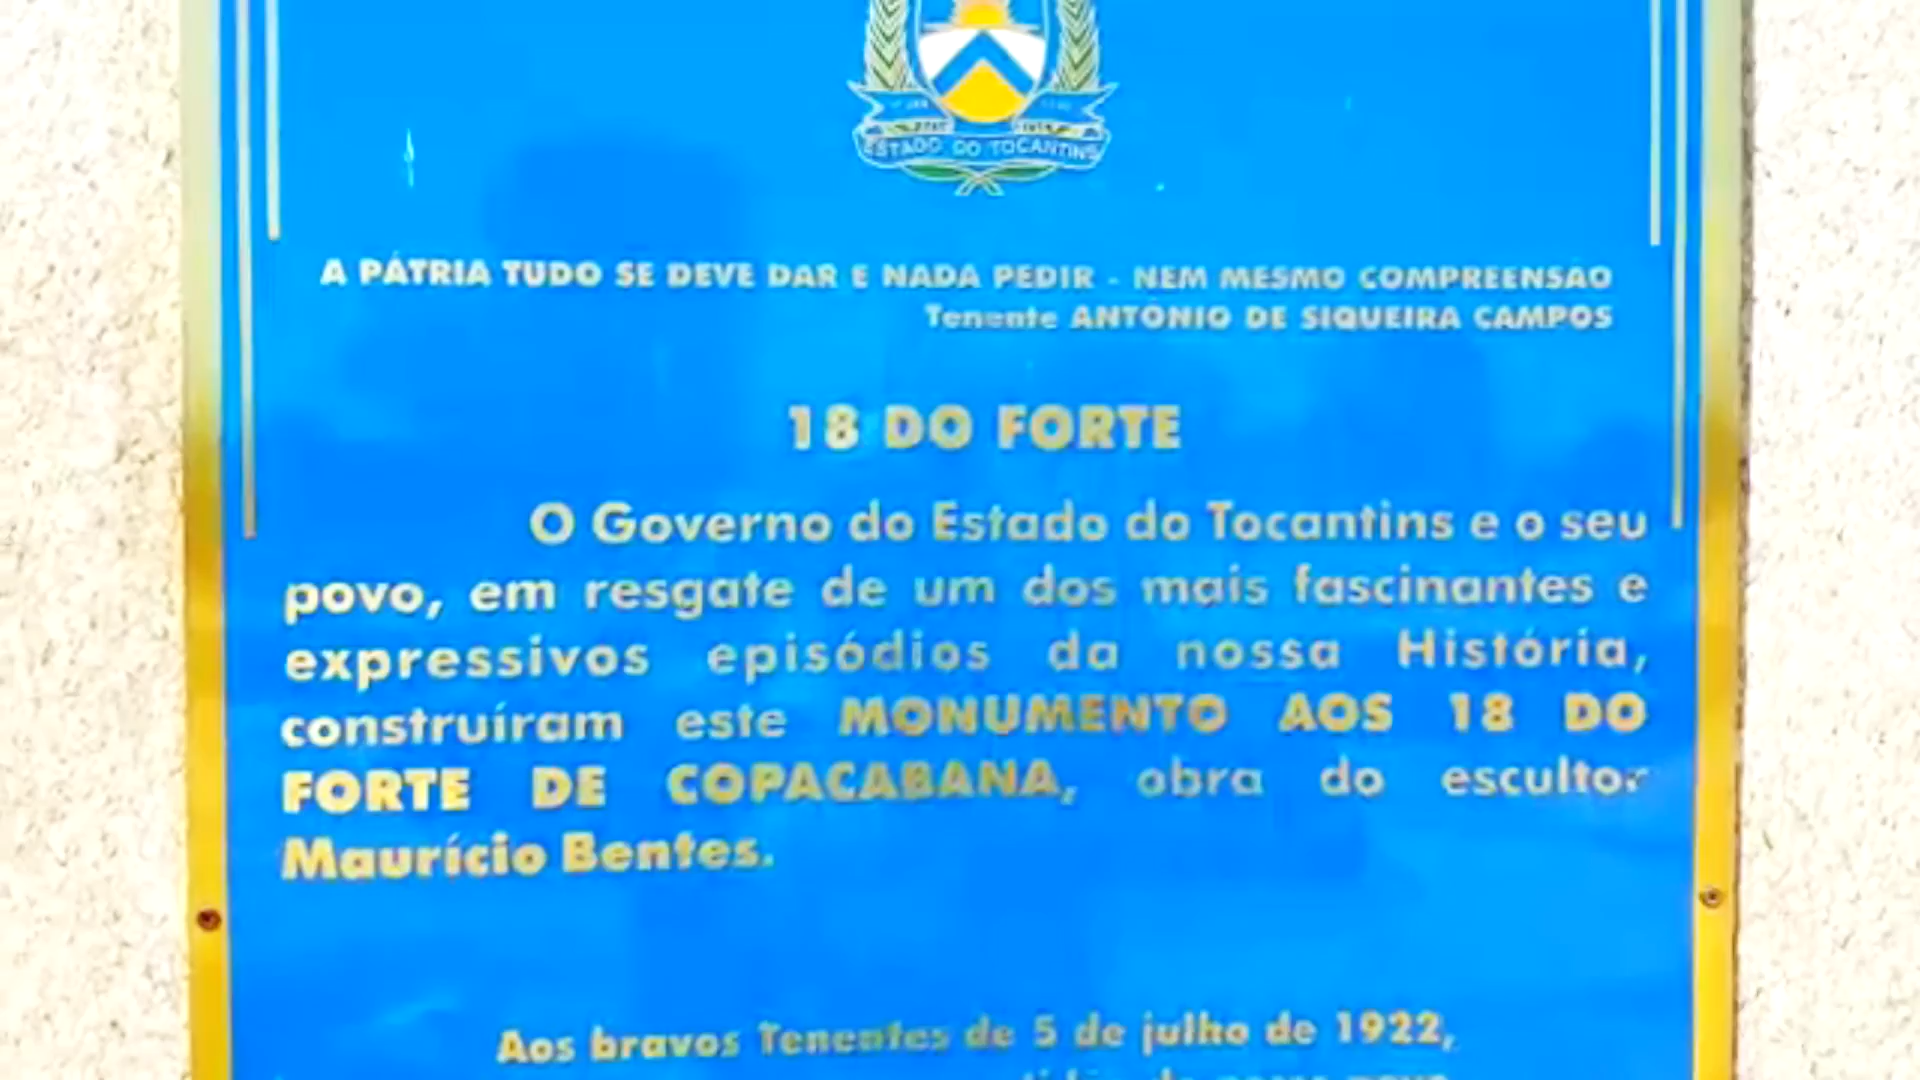 ESTADO DO TOCANTINS
A PÁTRIA TUDO SE DEVE DAR E NADA PEDIR - NEM MESMO COMPREENSÃO
Tenente ANTÔNIO DE SIQUEIRA CAMPOS
18 DO FORTE
O Governo do Estado do Tocantins e o seu
povo, em resgate de um dos mais fascinantes e
expressivos episódios da nossa História,
construíram este MONUMENTO AOS 18 DO
FORTE DE COPACABANA, obra do escultor
Maurício Bentes.
Aos bravos Tenentes de 5 de julho de 1922,